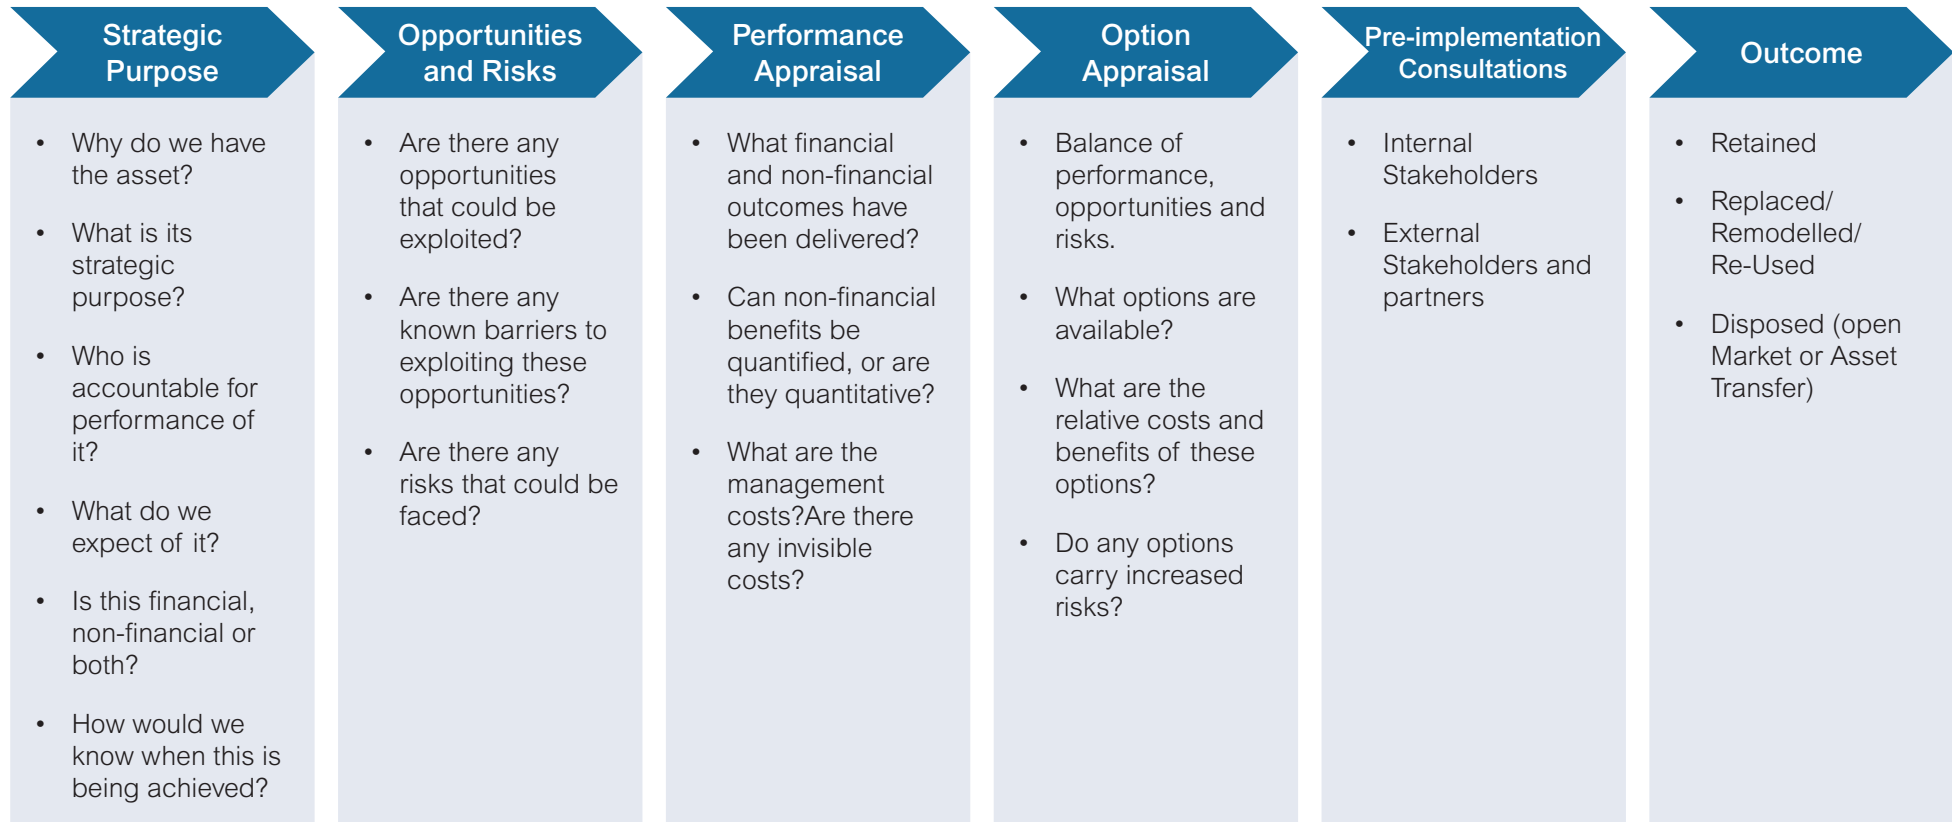 Strategic
Purpose
• Why do we have
the asset?
• What is its
strategic
purpose?
• Who is
accountable for
performance of
it?
• What do we
expect of it?
• Is this financial,
non-financial or
both?
• How would we
know when this is
being achieved?
Opportunities
and Risks
• Are there any
opportunities
that could be
exploited?
• Are there any
known barriers to
exploiting these
opportunities?
• Are there any
risks that could be
faced?
Performance
Appraisal
• What financial
and non-financial
outcomes have
been delivered?
• Can non-financial
benefits be
quantified, or are
they quantitative?
• What are the
management
costs?Are there
any invisible
costs?
Option
Appraisal
• Balance of
performance,
opportunities and
risks.
• What options are
available?
• What are the
relative costs and
benefits of these
options?
• Do any options
carry increased
risks?
Pre-implementation
Consultations
• Internal
Stakeholders
• External
Stakeholders and
partners
Outcome
• Retained
• Replaced/
Remodelled/
Re-Used
• Disposed (open
Market or Asset
Transfer)